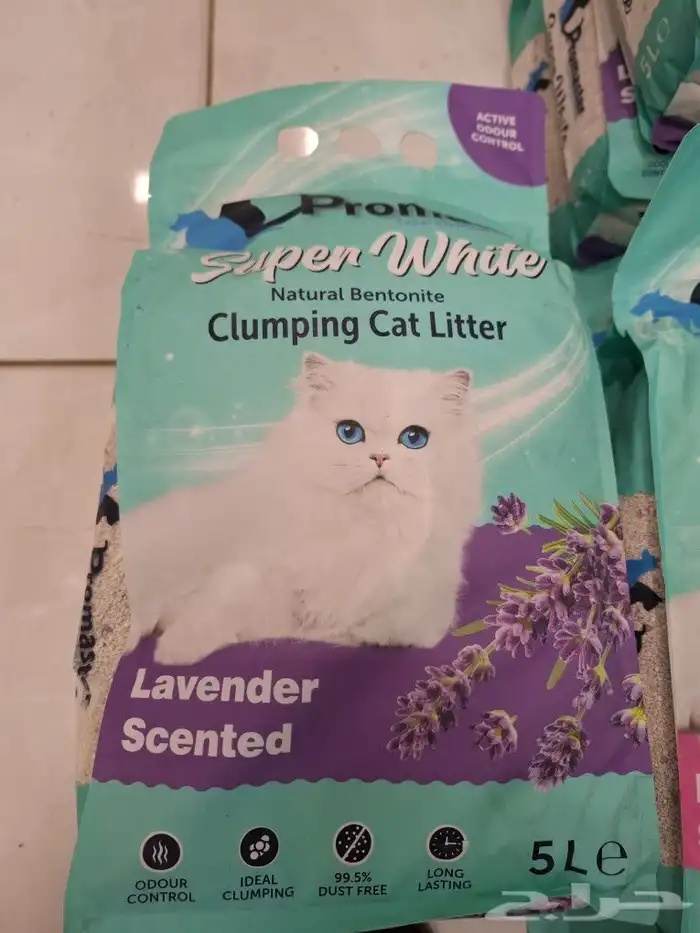 ACTIVE
ODOUR
CONTROL
Super White
Natural Bentonite
Clumping Cat Litter
Lavender
Scented
ODOUR
CONTROL
IDEAL
CLUMPING
99.5%
DUST FREE
LONG
LASTING
5L e
5L
حراج